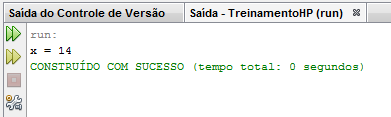 Saída do Controle de Versão
Saída - TreinamentoHP (run)
run:
x = 14
CONSTRUÍDO COM SUCESSO (tempo total: 0 segundos)